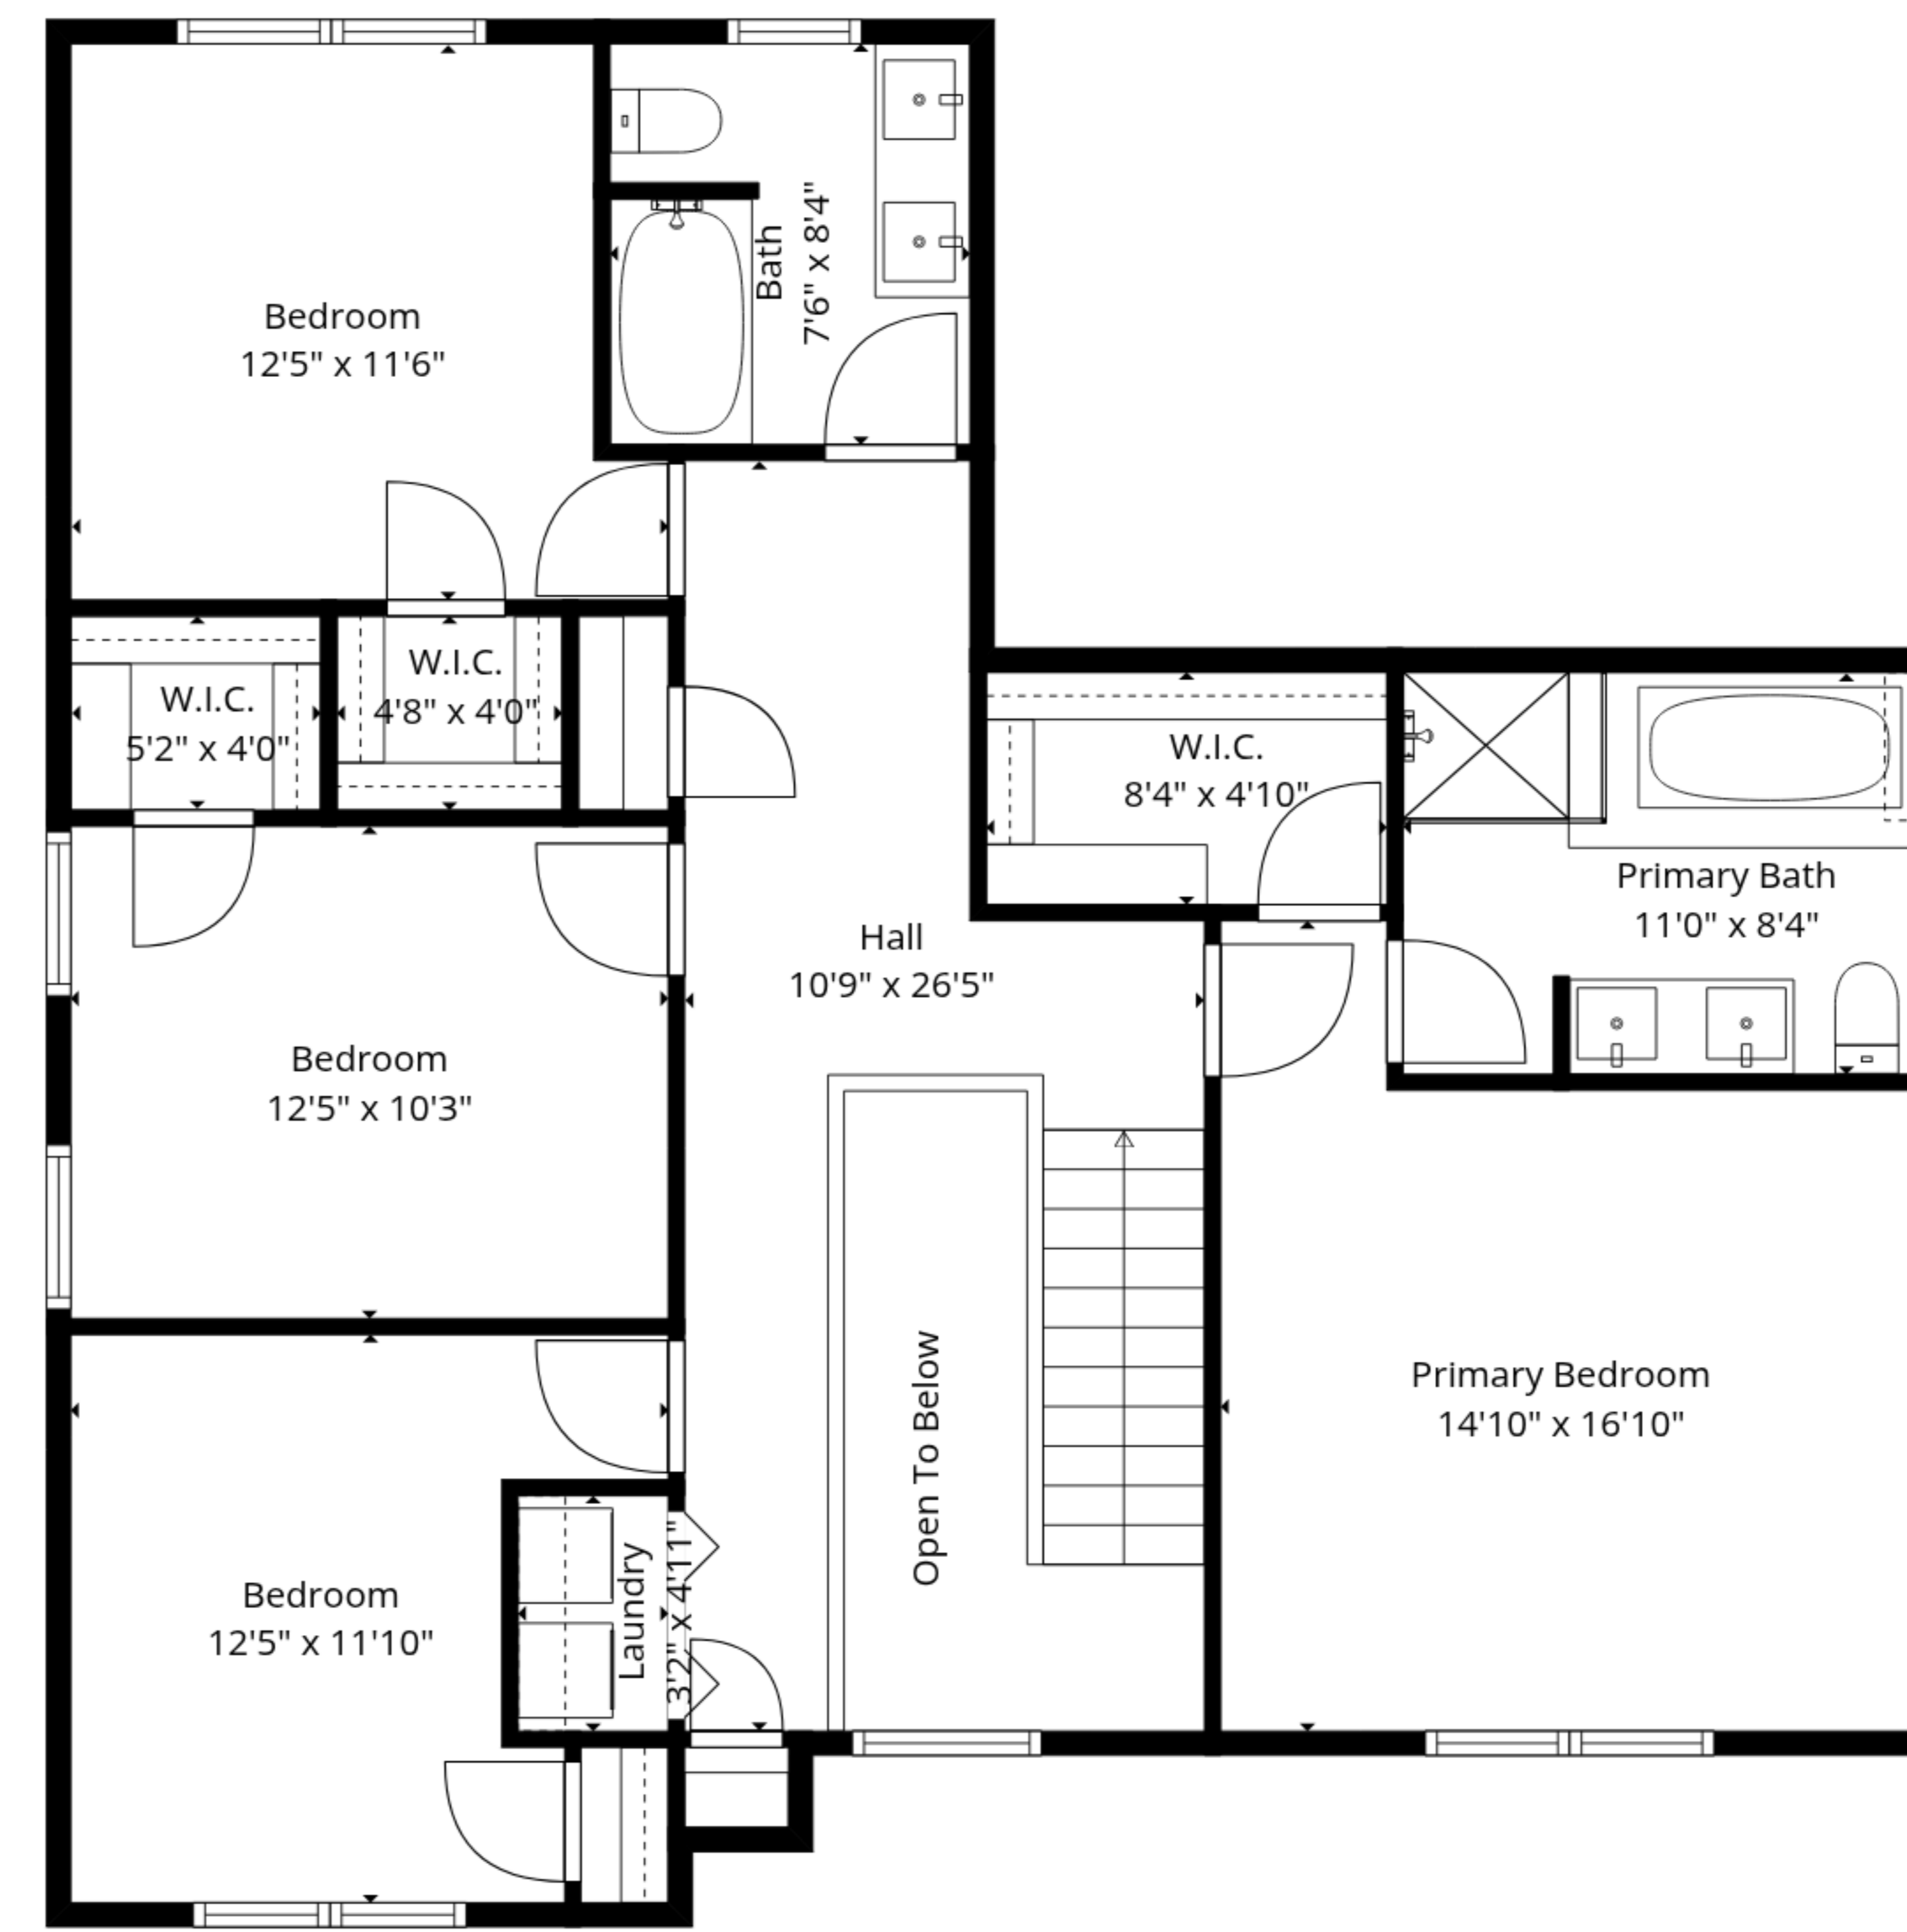 Bath
7'6" x 8'4"
Bedroom
12'5" x 11'6"
W.I.C.
5'2" x 4'0"
W.I.C.
4'8" x 4'0"
W.I.C.
8'4" x 4'10"
Primary Bath
11'0" x 8'4"
Hall
10'9" x 26'5"
Bedroom
12'5" x 10'3"
Open To Below
Primary Bedroom
14'10" x 16'10"
Bedroom
12'5" x 11'10"
Laundry
3'2" x 4'11"